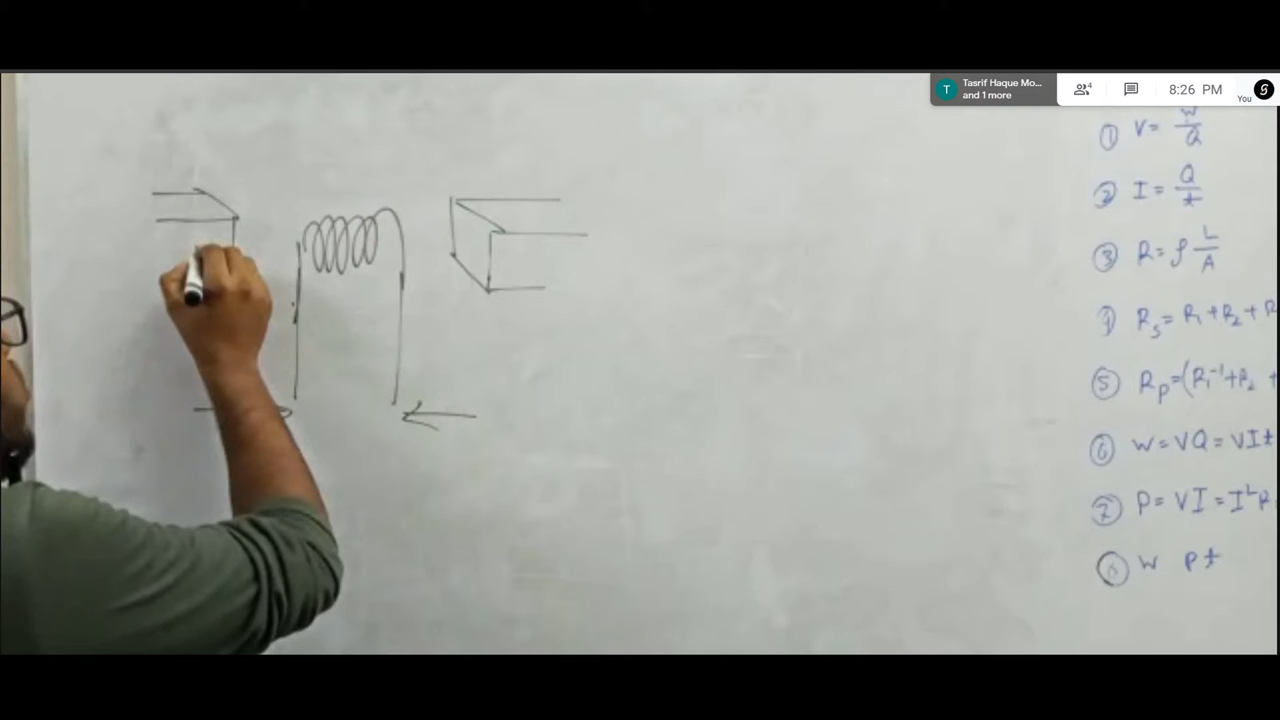 T Tasrif Haque Mo...
and 1 more
4
8:26 PM
You
① V = W/Q
② I = Q/t
③ R = ρ L/A
④ Rs = R1 + R2 + R
⑤ Rp = (R1⁻¹ + R2 +
⑥ W = VQ = VIt
⑦ P = VI = I²R
⑧ W Pt